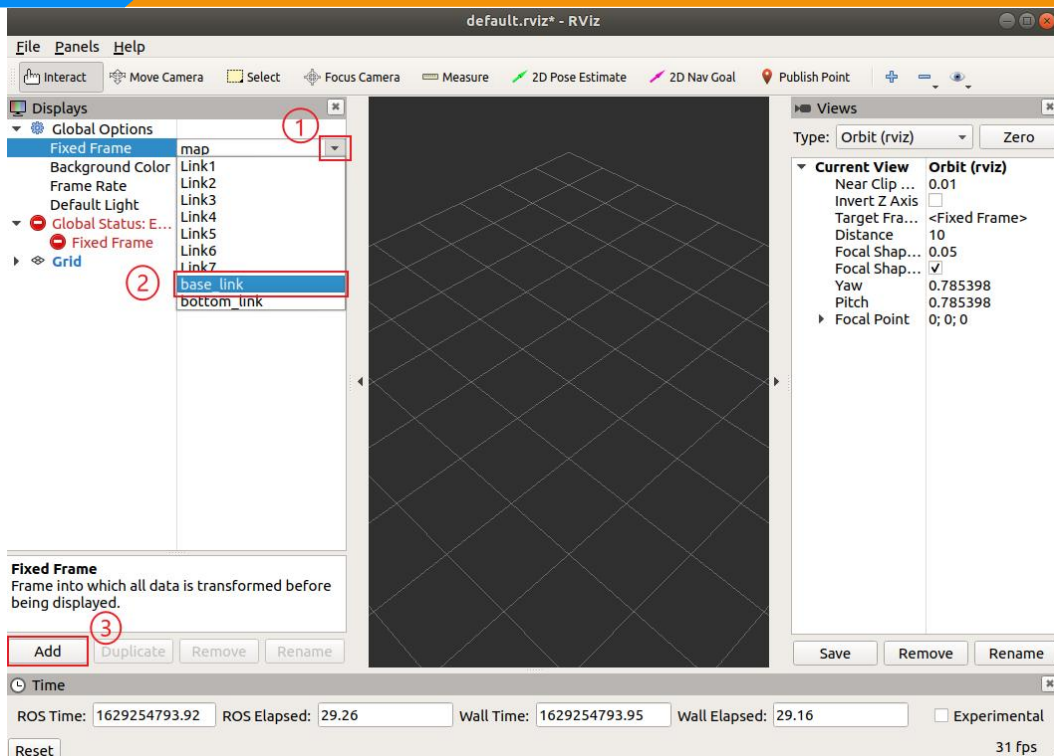 default.rviz* - RViz
File Panels Help
Interact Move Camera Select Focus Camera Measure 2D Pose Estimate 2D Nav Goal Publish Point
Displays
Global Options
Fixed Frame map
Background Color
Frame Rate
Default Light
Global Status: E...
Fixed Frame
Grid
Link1
Link2
Link3
Link4
Link5
Link6
Link7
base_link
bottom_link
1
2
Fixed Frame
Frame into which all data is transformed before
being displayed.
3
Add Duplicate Remove Rename
Views
Type: Orbit (rviz) Zero
Current View Orbit (rviz)
Near Clip ... 0.01
Invert Z Axis
Target Fra... <Fixed Frame>
Distance 10
Focal Shap... 0.05
Focal Shap...
Yaw 0.785398
Pitch 0.785398
Focal Point 0; 0; 0
Save Remove Rename
Time
ROS Time: 1629254793.92 ROS Elapsed: 29.26 Wall Time: 1629254793.95 Wall Elapsed: 29.16 Experimental
Reset 31 fps